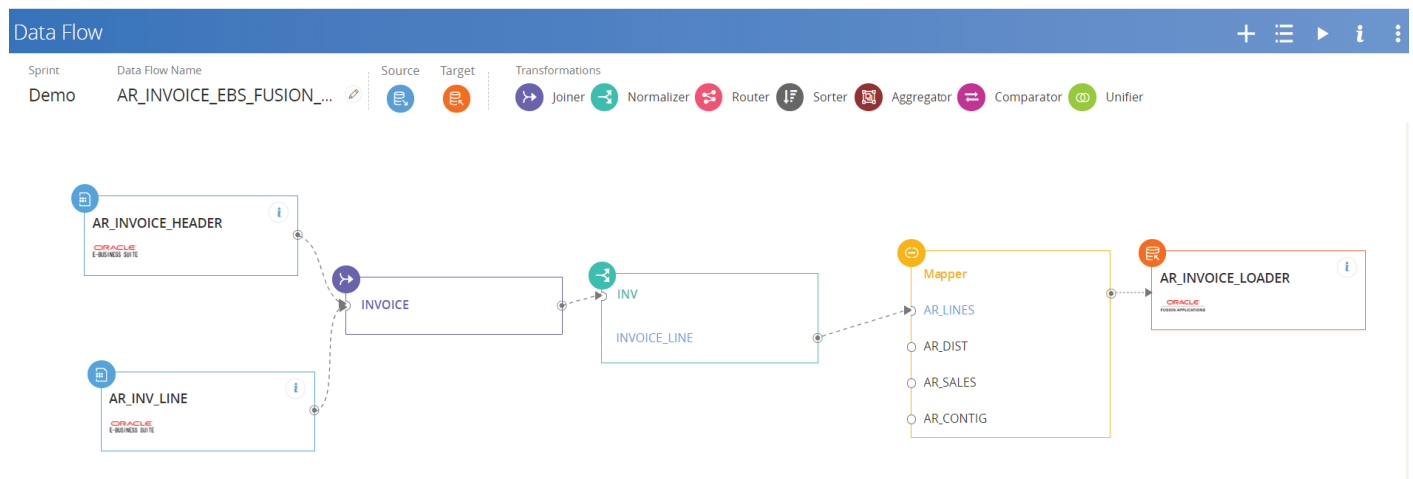 Data Flow
Sprint
Data Flow Name
Source
Target
Transformations
Demo
AR_INVOICE_EBS_FUSION_...
Joiner
Normalizer
Router
Sorter
Aggregator
Comparator
Unifier
AR_INVOICE_HEADER
ORACLE
E-BUSINESS SUITE
AR_INV_LINE
ORACLE
E-BUSINESS SUITE
INVOICE
INV
INVOICE_LINE
Mapper
AR_LINES
AR_DIST
AR_SALES
AR_CONTIG
AR_INVOICE_LOADER
ORACLE
FUSION APPLICATIONS